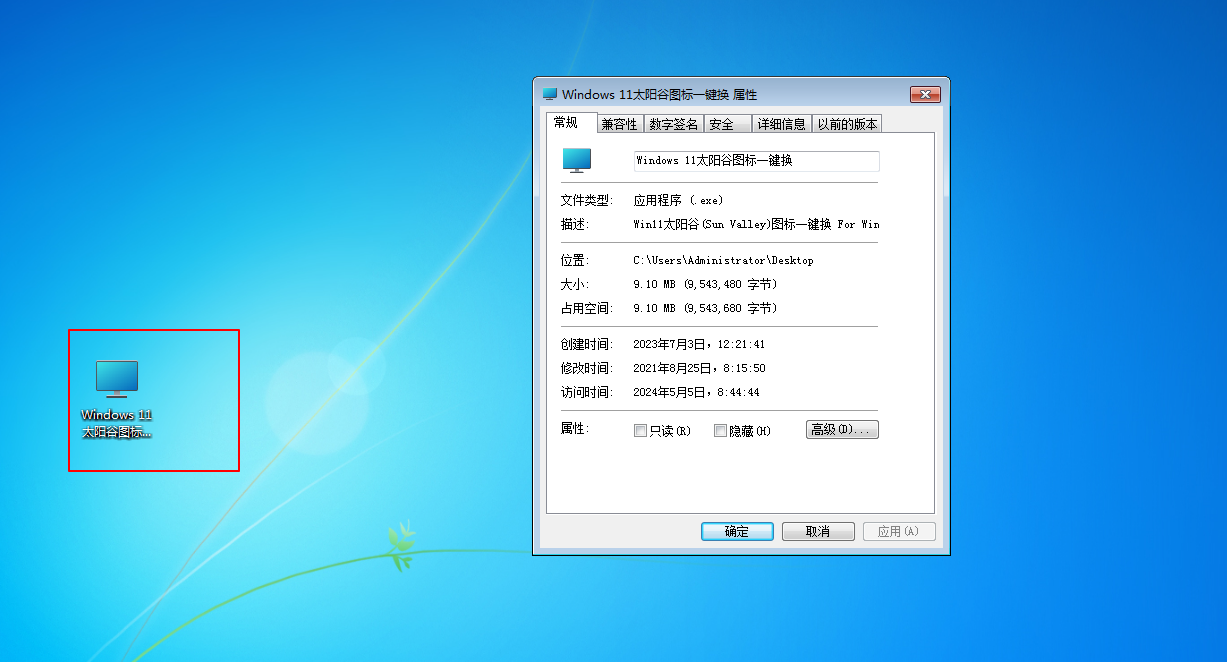 Windows 11
太阳谷图标...
Windows 11太阳谷图标一键换 属性
常规 兼容性 数字签名 安全 详细信息 以前的版本
Windows 11太阳谷图标一键换
文件类型: 应用程序 (.exe)
描述: Win11太阳谷(Sun Valley)图标一键换 For Win
位置: C:\Users\Administrator\Desktop
大小: 9.10 MB (9,543,480 字节)
占用空间: 9.10 MB (9,543,680 字节)
创建时间: 2023年7月3日，12:21:41
修改时间: 2021年8月25日，8:15:50
访问时间: 2024年5月5日，8:44:44
属性: 只读(R) 隐藏(H) 高级(D)...
确定 取消 应用(A)